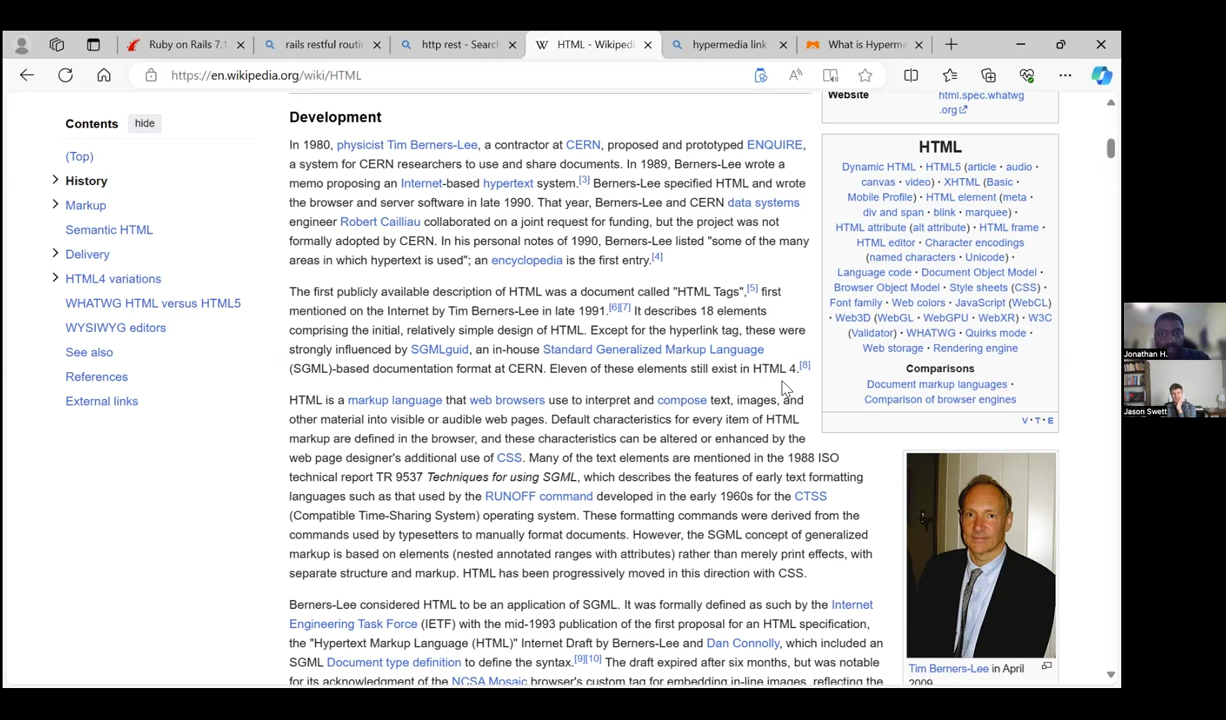 Ruby on Rails 7.1
rails restful routi
http rest - Searc
W HTML - Wikiped
hypermedia link
What is Hyperme
https://en.wikipedia.org/wiki/HTML
Contents hide
(Top)
History
Markup
Semantic HTML
Delivery
HTML4 variations
WHATWG HTML versus HTML5
WYSIWYG editors
See also
References
External links
Development
In 1980, physicist Tim Berners-Lee, a contractor at CERN, proposed and prototyped ENQUIRE,
a system for CERN researchers to use and share documents. In 1989, Berners-Lee wrote a
memo proposing an Internet-based hypertext system.[3] Berners-Lee specified HTML and wrote
the browser and server software in late 1990. That year, Berners-Lee and CERN data systems
engineer Robert Cailliau collaborated on a joint request for funding, but the project was not
formally adopted by CERN. In his personal notes of 1990, Berners-Lee listed "some of the many
areas in which hypertext is used"; an encyclopedia is the first entry.[4]
The first publicly available description of HTML was a document called "HTML Tags",[5] first
mentioned on the Internet by Tim Berners-Lee in late 1991.[6][7] It describes 18 elements
comprising the initial, relatively simple design of HTML. Except for the hyperlink tag, these were
strongly influenced by SGMLguid, an in-house Standard Generalized Markup Language
(SGML)-based documentation format at CERN. Eleven of these elements still exist in HTML 4.[8]
HTML is a markup language that web browsers use to interpret and compose text, images, and
other material into visible or audible web pages. Default characteristics for every item of HTML
markup are defined in the browser, and these characteristics can be altered or enhanced by the
web page designer's additional use of CSS. Many of the text elements are mentioned in the 1988 ISO
technical report TR 9537 Techniques for using SGML, which describes the features of early text formatting
languages such as that used by the RUNOFF command developed in the early 1960s for the CTSS
(Compatible Time-Sharing System) operating system. These formatting commands were derived from the
commands used by typesetters to manually format documents. However, the SGML concept of generalized
markup is based on elements (nested annotated ranges with attributes) rather than merely print effects, with
separate structure and markup. HTML has been progressively moved in this direction with CSS.
Berners-Lee considered HTML to be an application of SGML. It was formally defined as such by the Internet
Engineering Task Force (IETF) with the mid-1993 publication of the first proposal for an HTML specification,
the "Hypertext Markup Language (HTML)" Internet Draft by Berners-Lee and Dan Connolly, which included an
SGML Document type definition to define the syntax.[9][10] The draft expired after six months, but was notable
for its acknowledgment of the NCSA Mosaic browser's custom tag for embedding in-line images, reflecting the
Website html.spec.whatwg
.org
HTML
Dynamic HTML · HTML5 (article · audio ·
canvas · video) · XHTML (Basic ·
Mobile Profile) · HTML element (meta ·
div and span · blink · marquee) ·
HTML attribute (alt attribute) · HTML frame ·
HTML editor · Character encodings
(named characters · Unicode) ·
Language code · Document Object Model ·
Browser Object Model · Style sheets (CSS) ·
Font family · Web colors · JavaScript (WebCL)
· Web3D (WebGL · WebGPU · WebXR) · W3C
(Validator) · WHATWG · Quirks mode ·
Web storage · Rendering engine
Comparisons
Document markup languages ·
Comparison of browser engines
V · T · E
Tim Berners-Lee in April
2009
Jonathan H.
Jason Swett